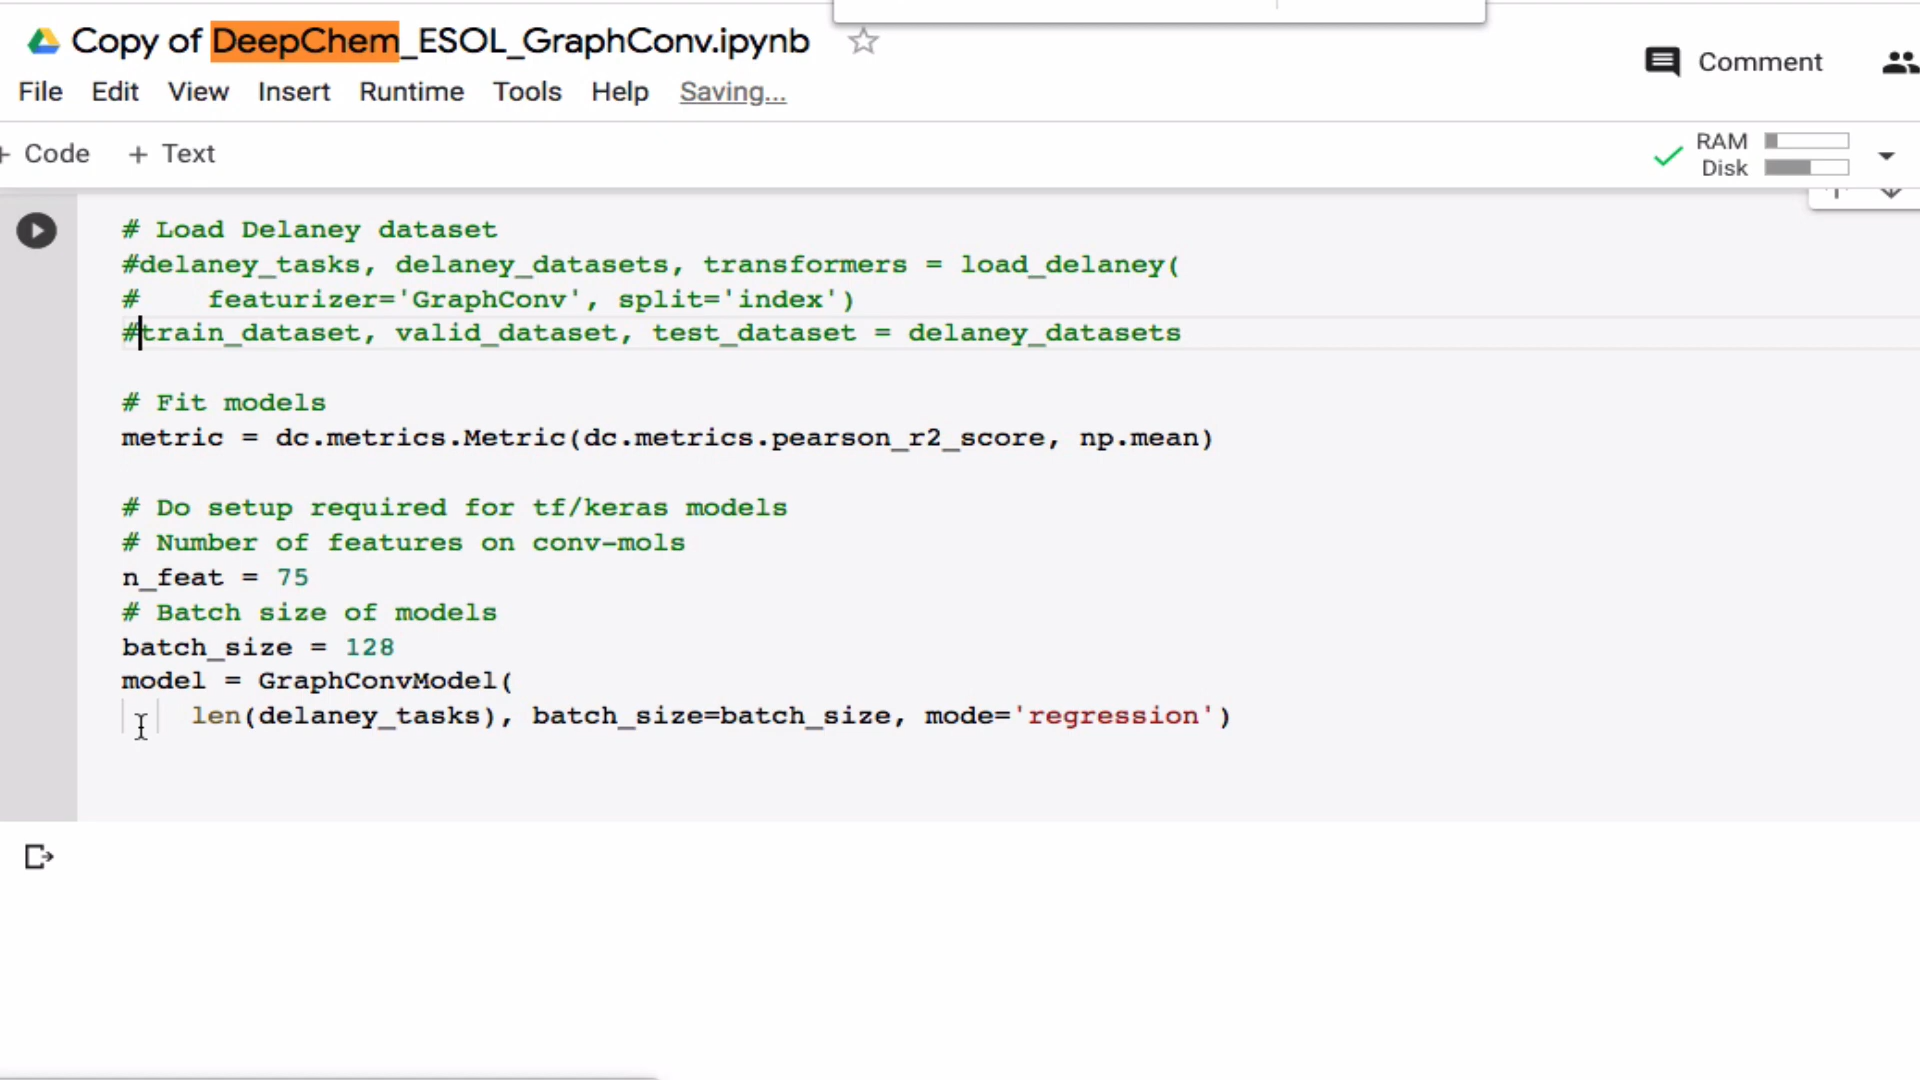 Copy of DeepChem_ESOL_GraphConv.ipynb
Comment
File Edit View Insert Runtime Tools Help Saving...
+ Code + Text
RAM
Disk
# Load Delaney dataset
#delaney_tasks, delaney_datasets, transformers = load_delaney(
#    featurizer='GraphConv', split='index')
#train_dataset, valid_dataset, test_dataset = delaney_datasets
# Fit models
metric = dc.metrics.Metric(dc.metrics.pearson_r2_score, np.mean)
# Do setup required for tf/keras models
# Number of features on conv-mols
n_feat = 75
# Batch size of models
batch_size = 128
model = GraphConvModel(
    len(delaney_tasks), batch_size=batch_size, mode='regression')